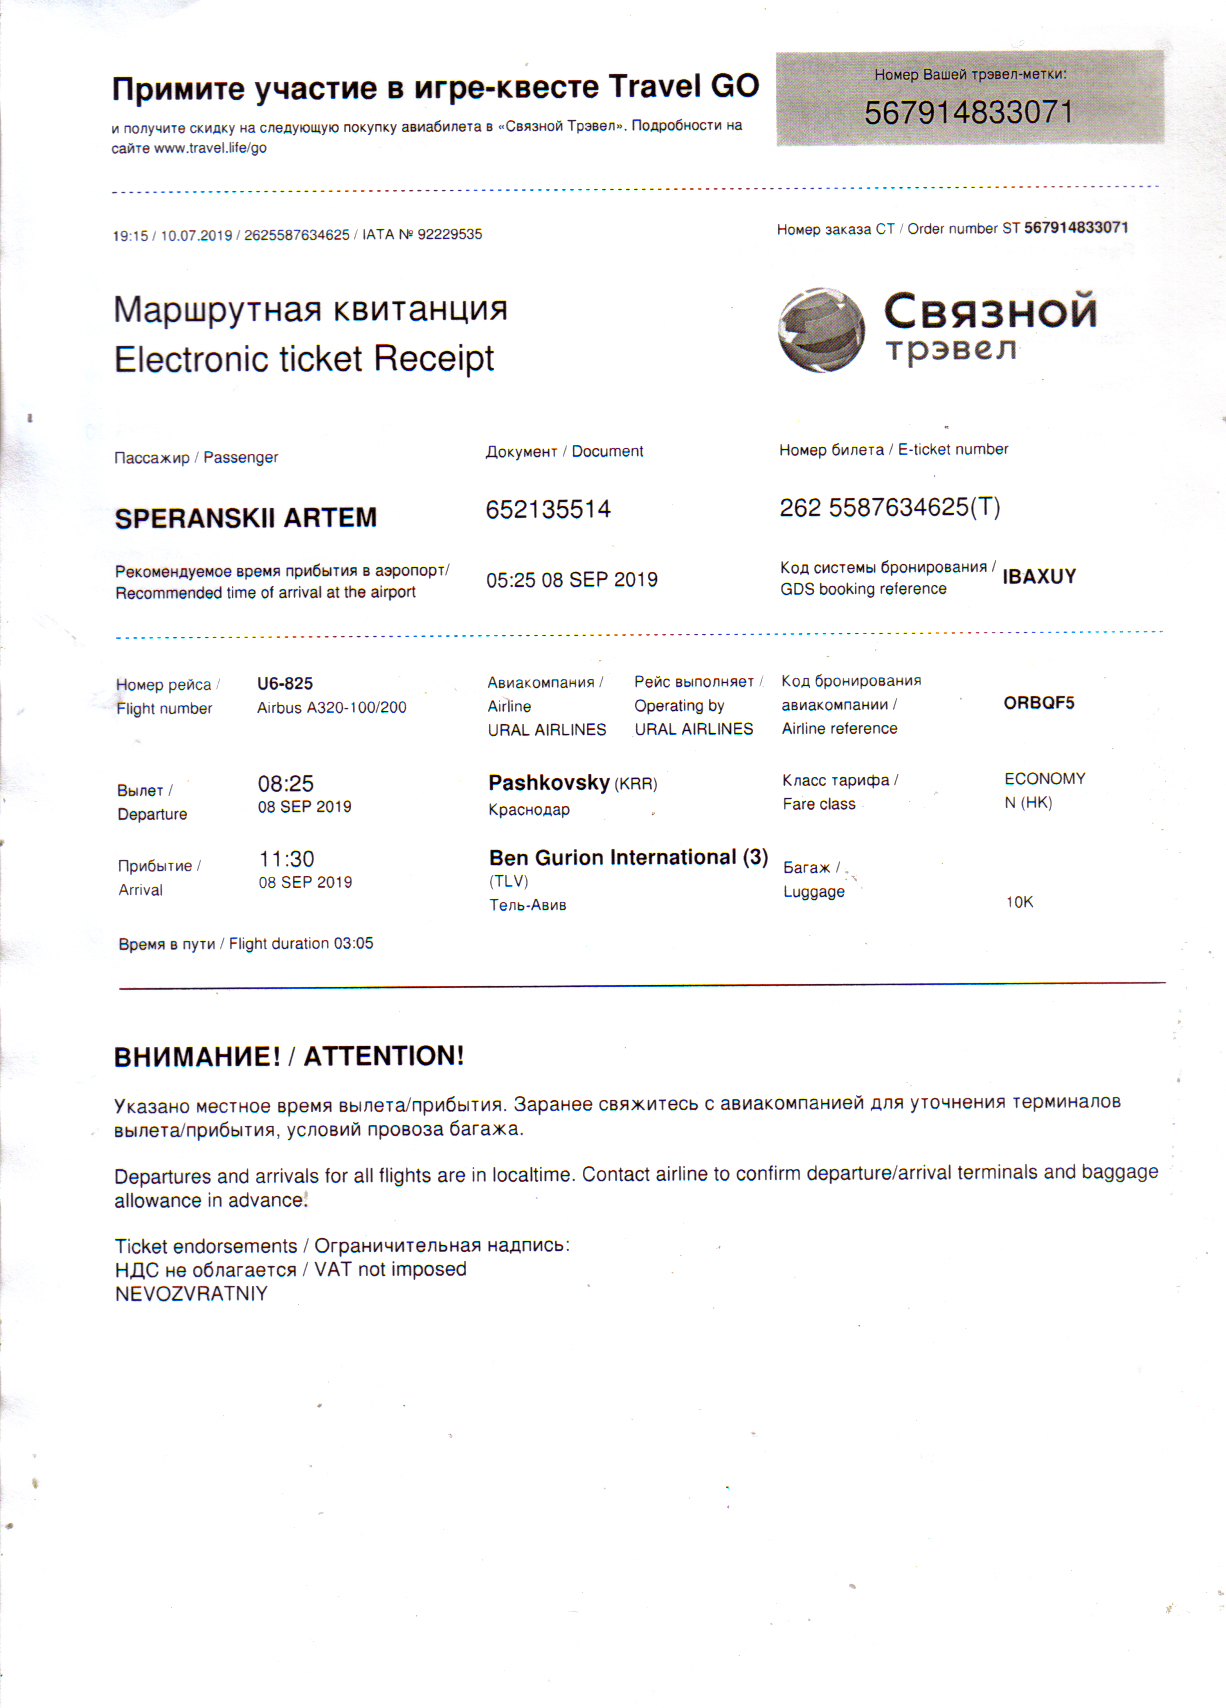 Примите участие в игре-квесте Travel GO
и получите скидку на следующую покупку авиабилета в «Связной Трэвел». Подробности на
сайте www.travel.life/go
Номер Вашей трэвел-метки:
567914833071
19:15 / 10.07.2019 / 2625587634625 / IATA № 92229535
Номер заказа СТ / Order number ST 567914833071
Маршрутная квитанция
Electronic ticket Receipt
Связной
трэвел
Пассажир / Passenger
Документ / Document
Номер билета / E-ticket number
SPERANSKII ARTEM
652135514
262 5587634625(T)
Рекомендуемое время прибытия в аэропорт/
Recommended time of arrival at the airport
05:25 08 SEP 2019
Код системы бронирования /
GDS booking reference
IBAXUY
Номер рейса /
Flight number
U6-825
Airbus A320-100/200
Авиакомпания /
Airline
URAL AIRLINES
Рейс выполняет /
Operating by
URAL AIRLINES
Код бронирования
авиакомпании /
Airline reference
ORBQF5
Вылет /
Departure
08:25
08 SEP 2019
Pashkovsky (KRR)
Краснодар
Класс тарифа /
Fare class
ECONOMY
N (HK)
Прибытие /
Arrival
11:30
08 SEP 2019
Ben Gurion International (3)
(TLV)
Тель-Авив
Багаж /
Luggage
10K
Время в пути / Flight duration 03:05
ВНИМАНИЕ! / ATTENTION!
Указано местное время вылета/прибытия. Заранее свяжитесь с авиакомпанией для уточнения терминалов
вылета/прибытия, условий провоза багажа.
Departures and arrivals for all flights are in localtime. Contact airline to confirm departure/arrival terminals and baggage
allowance in advance.
Ticket endorsements / Ограничительная надпись:
НДС не облагается / VAT not imposed
NEVOZVRATNIY